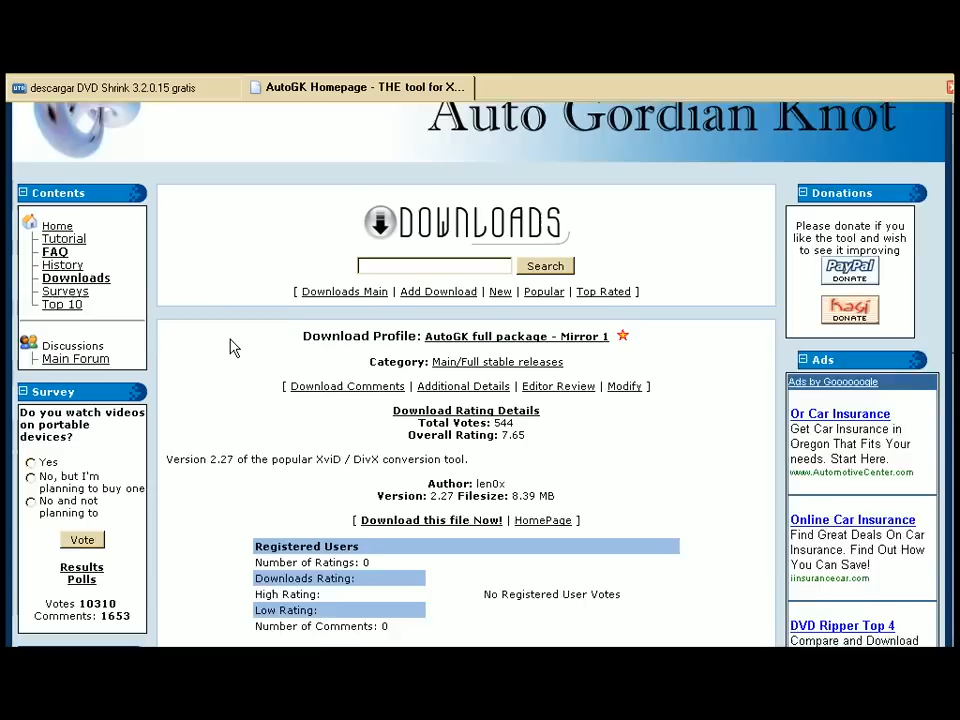 descargar DVD Shrink 3.2.0.15 gratis
AutoGK Homepage - THE tool for X...
Auto Gordian Knot
Contents
Home
Tutorial
FAQ
History
Downloads
Surveys
Top 10
Discussions
Main Forum
Survey
Do you watch videos
on portable
devices?
Yes
No, but I'm
planning to buy one
No and not
planning to
Vote
Results
Polls
Votes 10310
Comments: 1653
DOWNLOADS
Search
[ Downloads Main | Add Download | New | Popular | Top Rated ]
Download Profile: AutoGK full package - Mirror 1
Category: Main/Full stable releases
[ Download Comments | Additional Details | Editor Review | Modify ]
Download Rating Details
Total Votes: 544
Overall Rating: 7.65
Version 2.27 of the popular XviD / DivX conversion tool.
Author: len0x
Version: 2.27 Filesize: 8.39 MB
[ Download this file Now! | HomePage ]
Registered Users
Number of Ratings: 0
Downloads Rating:
High Rating:
No Registered User Votes
Low Rating:
Number of Comments: 0
Donations
Please donate if you
like the tool and wish
to see it improving
PayPal
DONATE
Kagi
DONATE
Ads
Ads by Goooooogle
Or Car Insurance
Get Car Insurance in
Oregon That Fits Your
needs. Start Here.
www.AutomotiveCenter.com
Online Car Insurance
Find Great Deals On Car
Insurance. Find Out How
You Can Save!
iinsurancecar.com
DVD Ripper Top 4
Compare and Download